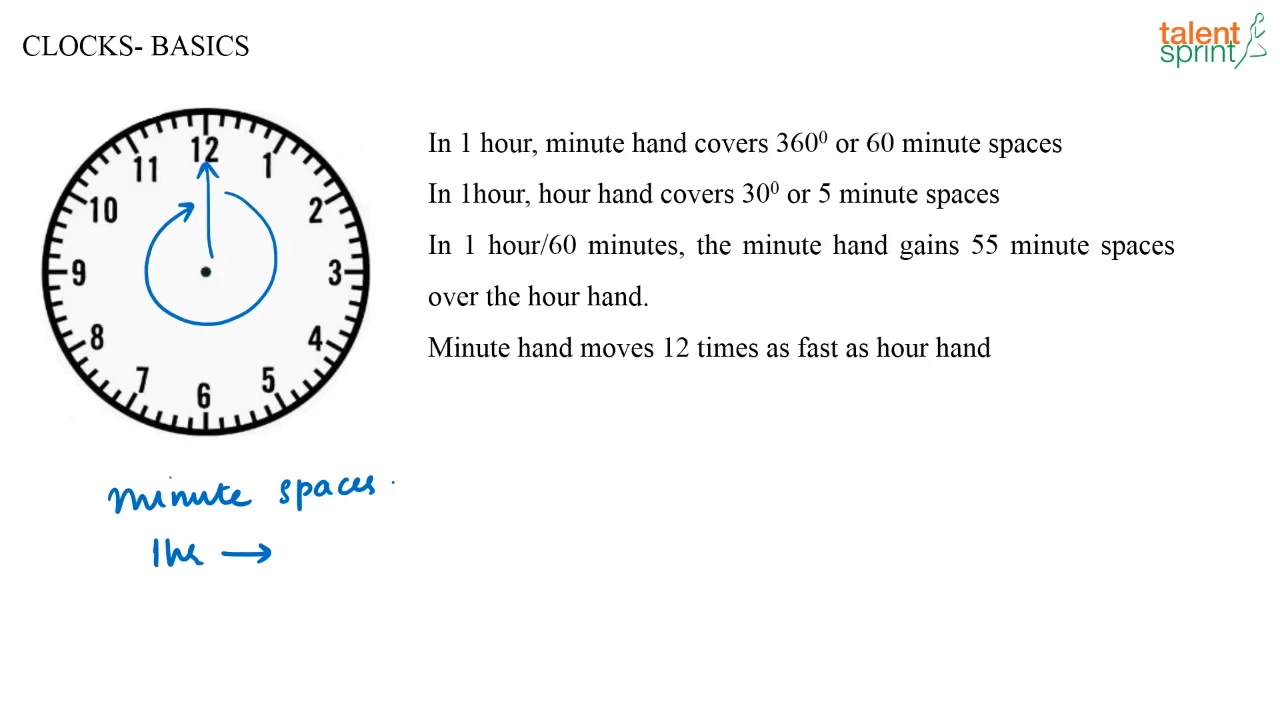 CLOCKS- BASICS
talent
sprint
12
11
1
10
2
9
3
8
4
7
5
6
In 1 hour, minute hand covers 360⁰ or 60 minute spaces
In 1hour, hour hand covers 30⁰ or 5 minute spaces
In 1 hour/60 minutes, the minute hand gains 55 minute spaces
over the hour hand.
Minute hand moves 12 times as fast as hour hand
minute spaces
1hr →